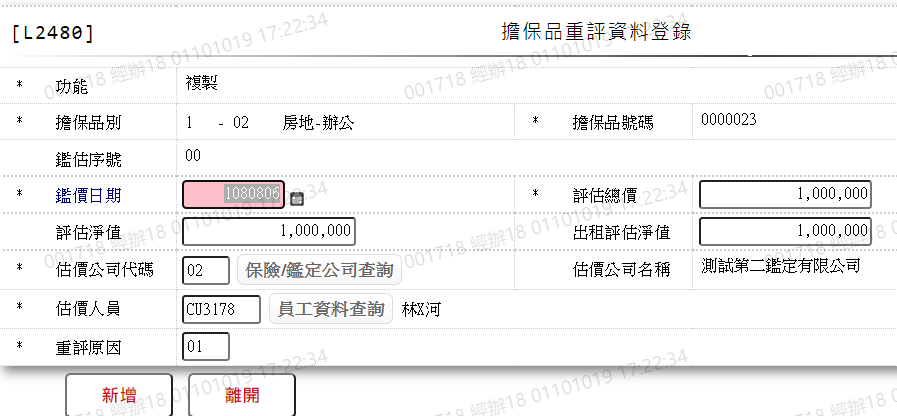 [L2480] 擔保品重評資料登錄
* 功能 複製
* 擔保品別 1 - 02 房地-辦公 * 擔保品號碼 0000023
鑑估序號 00
* 鑑價日期 1080806 * 評估總價 1,000,000
評估淨值 1,000,000 出租評估淨值 1,000,000
* 估價公司代碼 02 保險/鑑定公司查詢 估價公司名稱 測試第二鑑定有限公司
* 估價人員 CU3178 員工資料查詢 林X河
* 重評原因 01
新增 離開
001718 經辦18 01101019 17:22:34